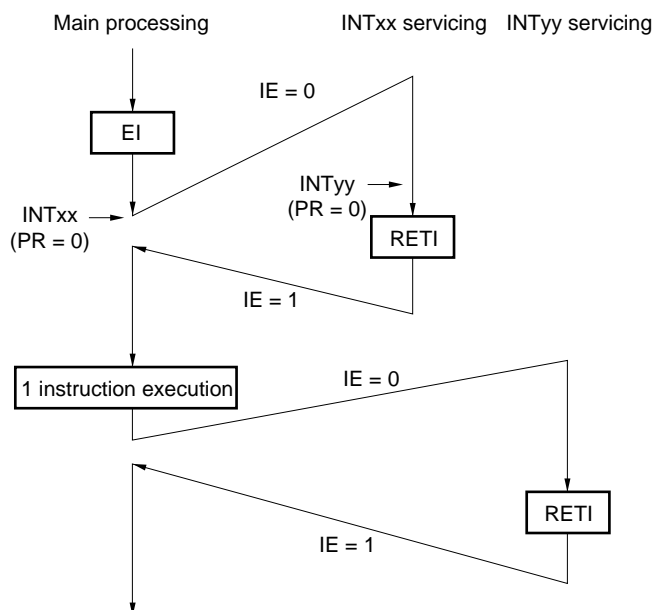 Main processing
INTxx servicing
INTyy servicing
IE = 0
EI
INTyy
(PR = 0)
INTxx
(PR = 0)
RETI
IE = 1
1 instruction execution
IE = 0
RETI
IE = 1